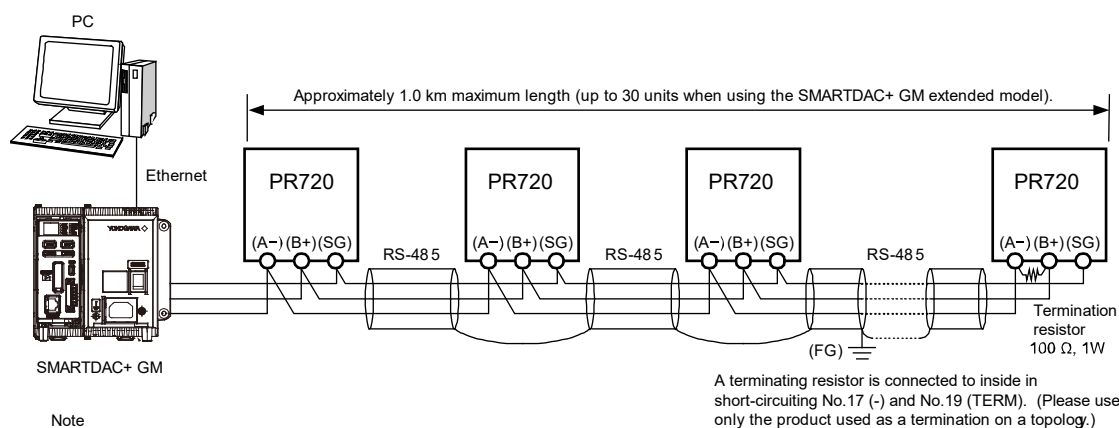 PC
Approximately 1.0 km maximum length (up to 30 units when using the SMARTDAC+ GM extended model).
Ethernet
PR720
PR720
PR720
PR720
YOKOGAWA
(A−) (B+) (SG)
RS-485
(A−) (B+) (SG)
RS-485
(A−) (B+) (SG)
RS-485
(A−) (B+) (SG)
Termination
resistor
100 Ω, 1W
(FG)
SMARTDAC+ GM
A terminating resistor is connected to inside in
short-circuiting No.17 (-) and No.19 (TERM). (Please use
only the product used as a termination on a topology.)
Note